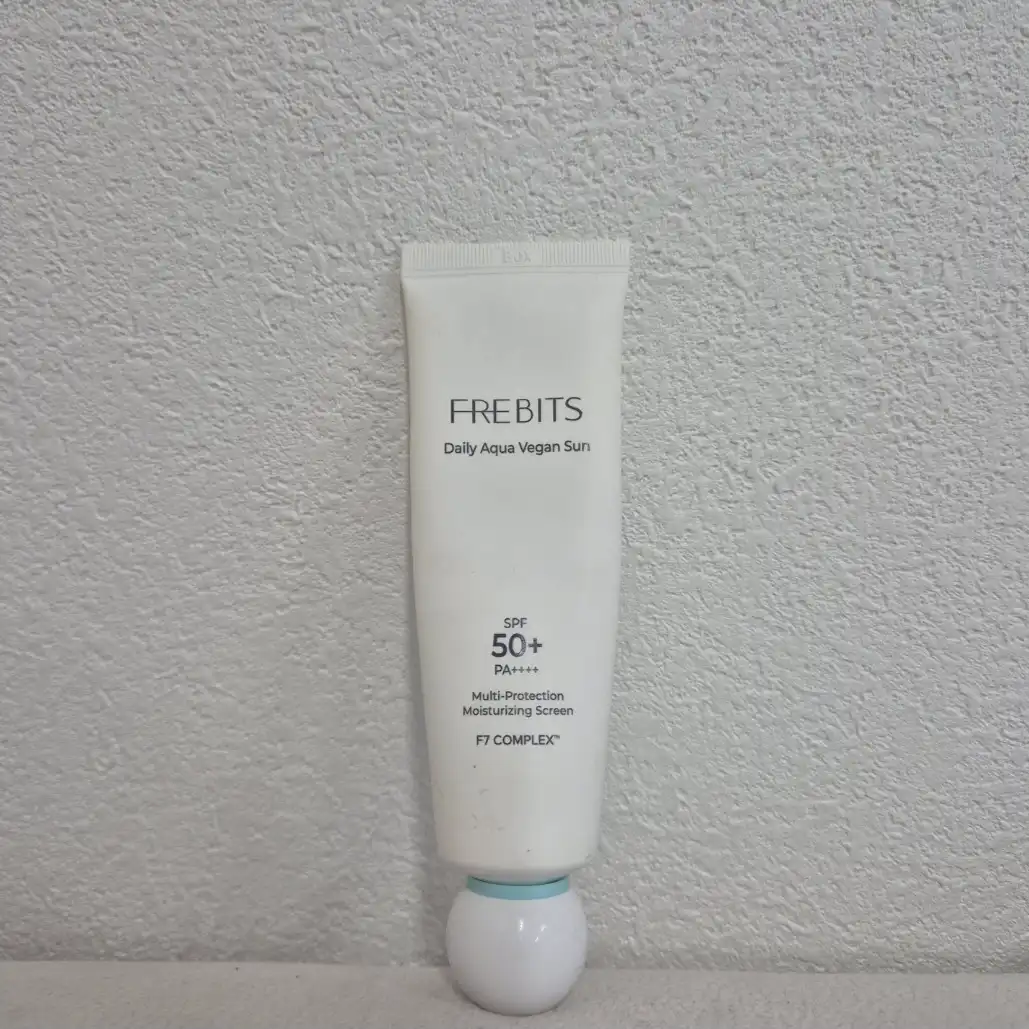 FREBITS
Daily Aqua Vegan Sun
SPF
50+
PA++++
Multi-Protection
Moisturizing Screen
F7 COMPLEX™